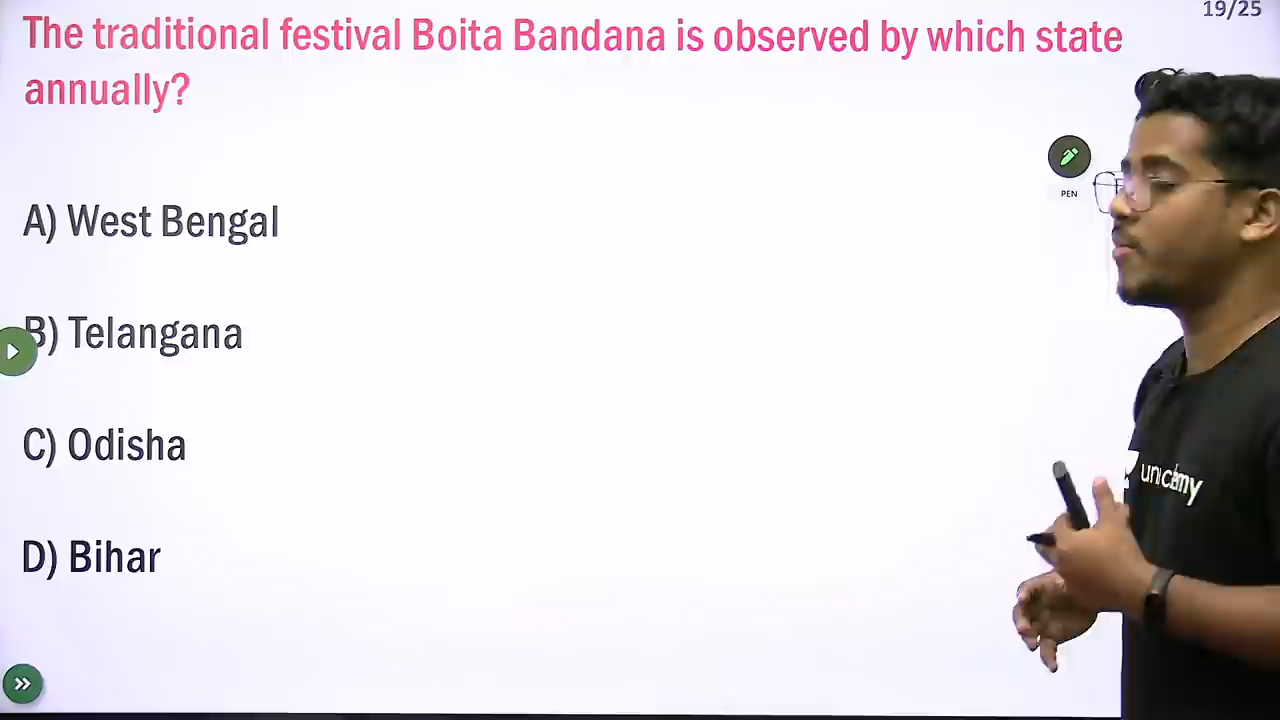 19/25
The traditional festival Boita Bandana is observed by which state
annually?
PEN
A) West Bengal
B) Telangana
C) Odisha
unacademy
D) Bihar